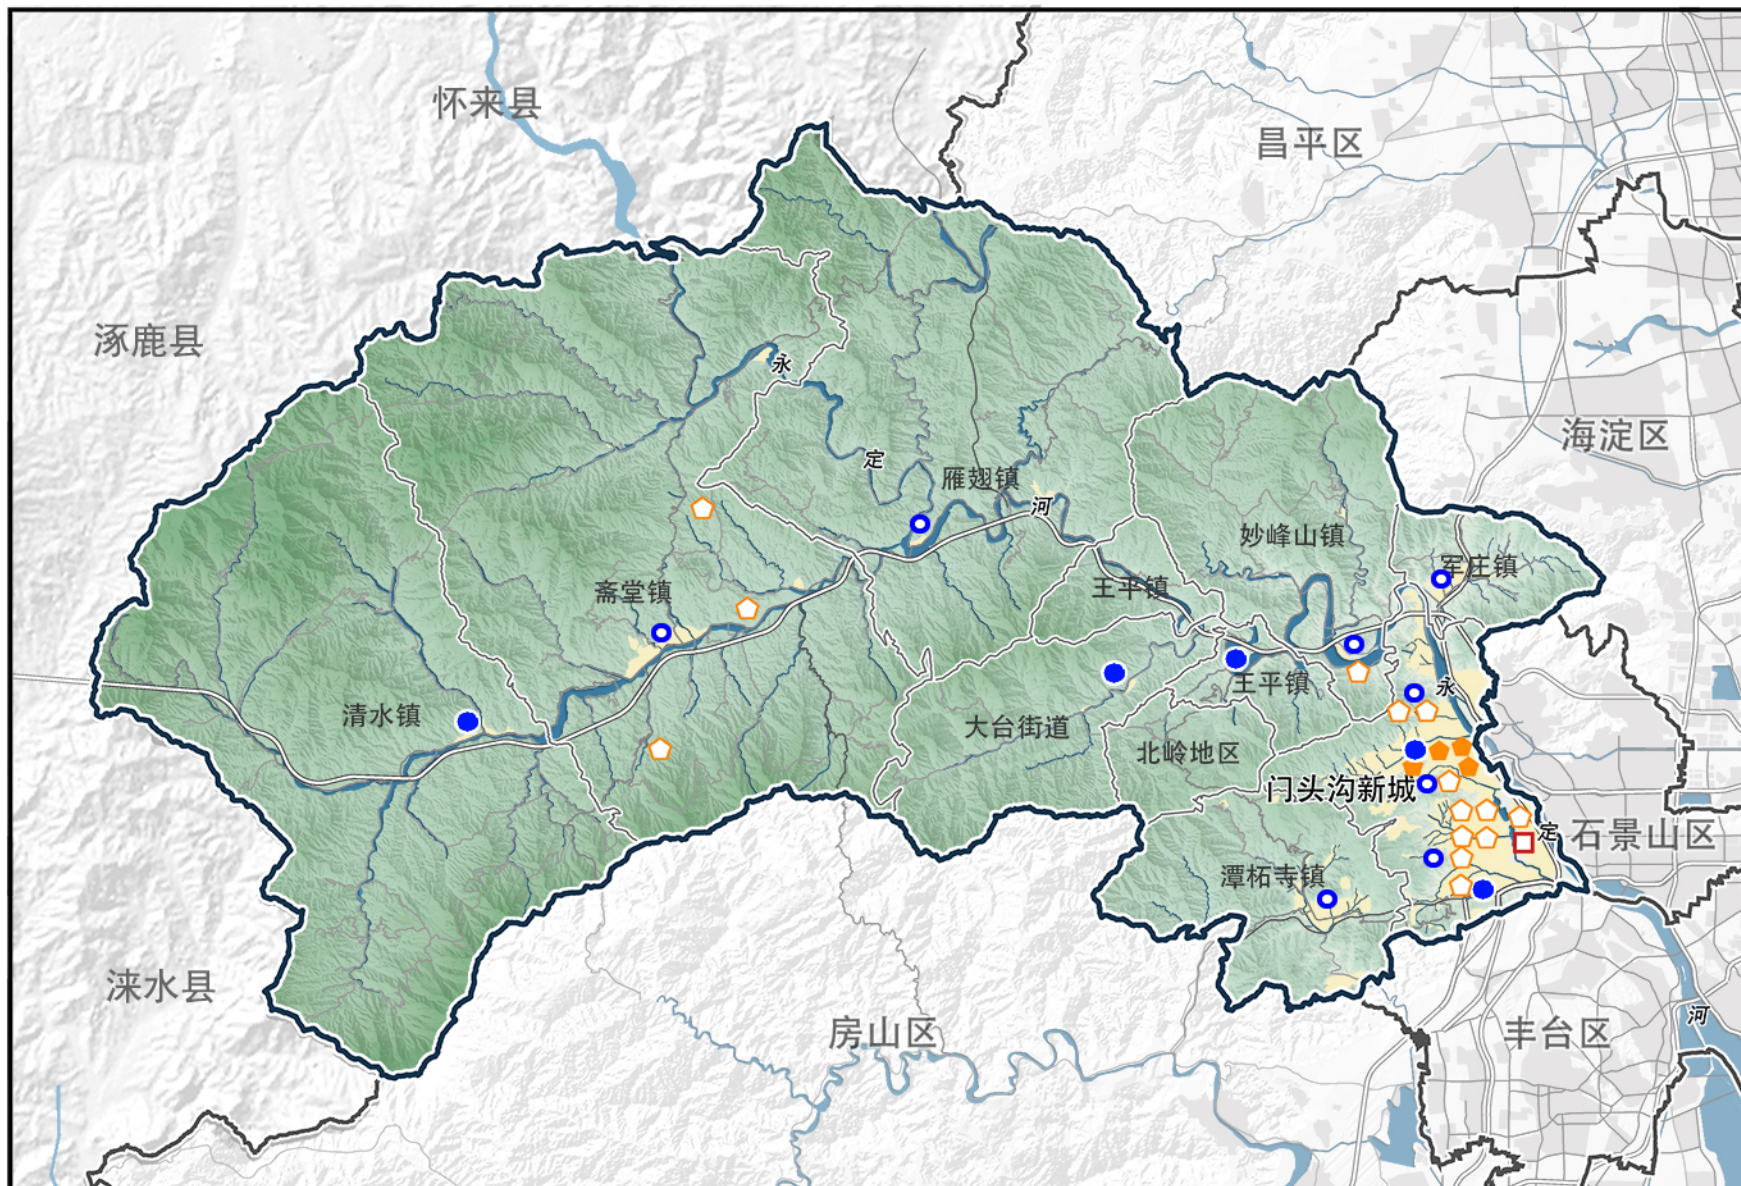 怀来县
昌平区
涿鹿县
永
海淀区
定
雁翅镇
河
妙峰山镇
军庄镇
斋堂镇
王平镇
王平镇
永
清水镇
大台街道
北岭地区
门头沟新城
定
石景山区
潭柘寺镇
涞水县
房山区
丰台区
河